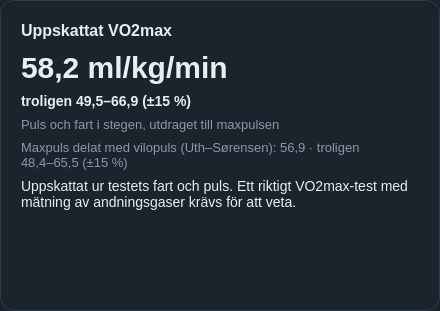 Uppskattat VO2max
58,2 ml/kg/min
troligen 49,5–66,9 (±15 %)
Puls och fart i stegen, utdraget till maxpulsen
Maxpuls delat med vilopuls (Uth–Sørensen): 56,9 · troligen
48,4–65,5 (±15 %)
Uppskattat ur testets fart och puls. Ett riktigt VO2max-test med
mätning av andningsgaser krävs för att veta.